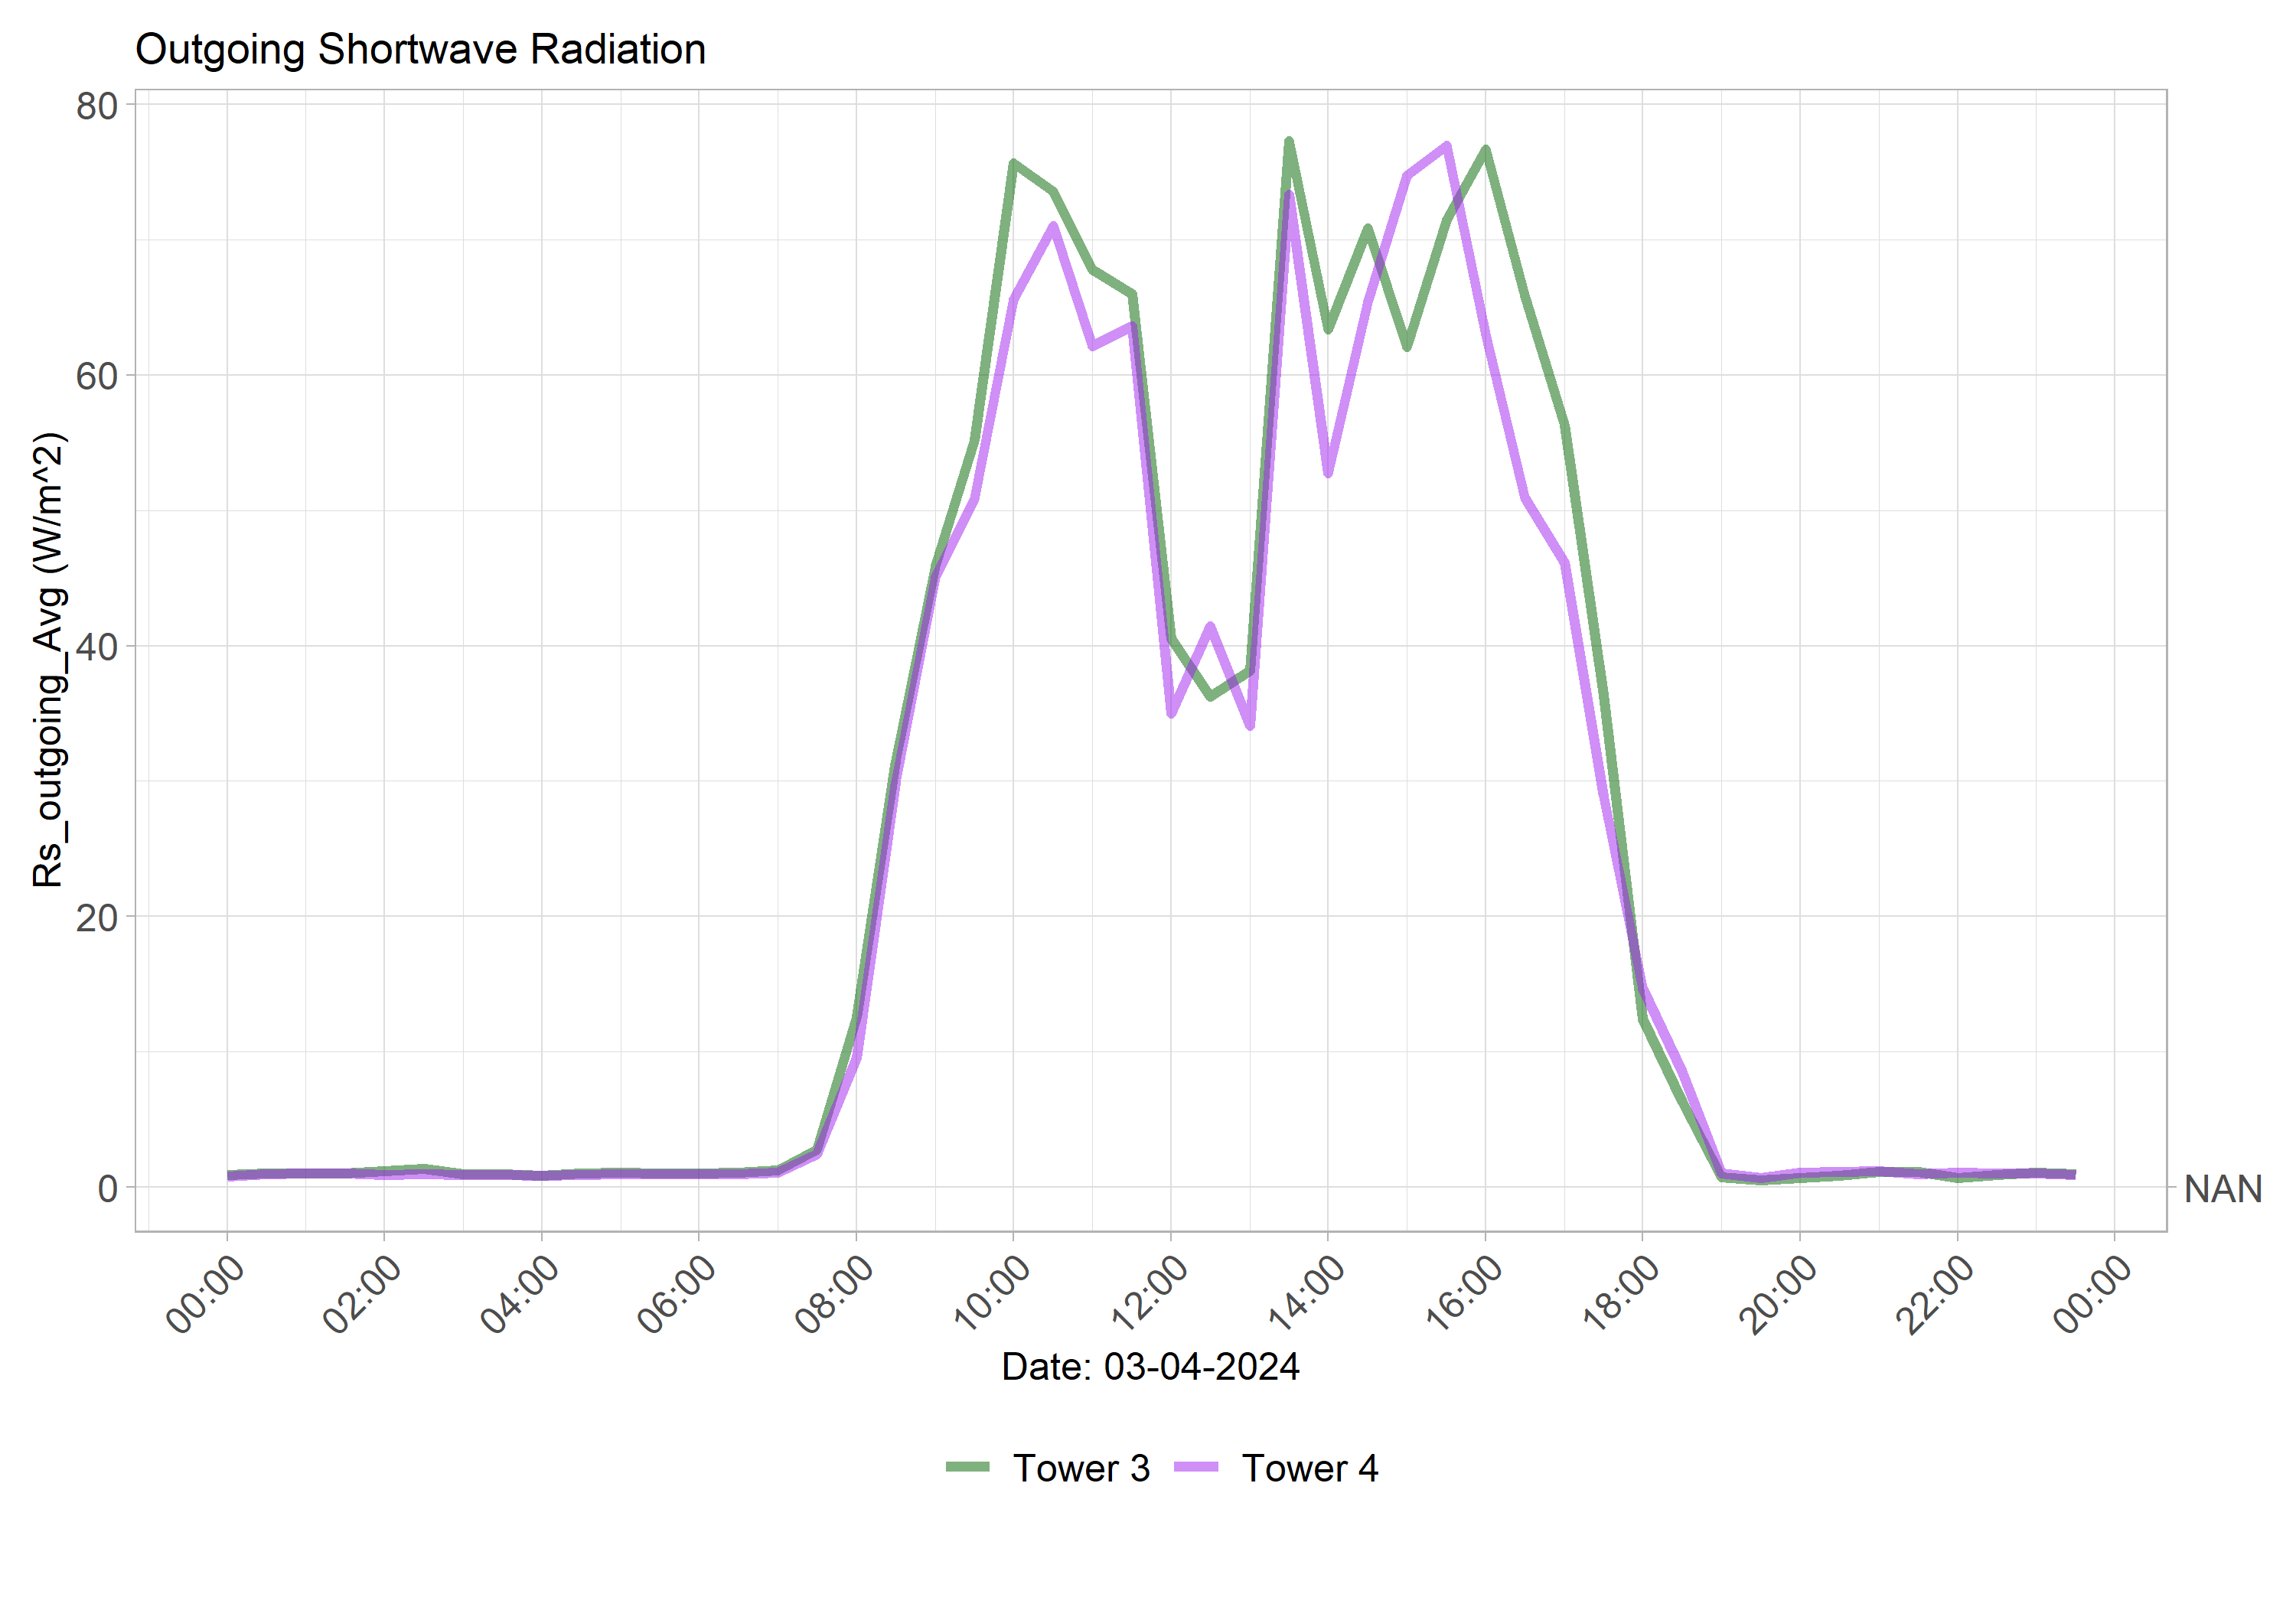 Outgoing Shortwave Radiation
Rs_outgoing_Avg (W/m^2)
80
60
40
20
0
NAN
00:00 02:00 04:00 06:00 08:00 10:00 12:00 14:00 16:00 18:00 20:00 22:00 00:00
Date: 03-04-2024
Tower 3 Tower 4